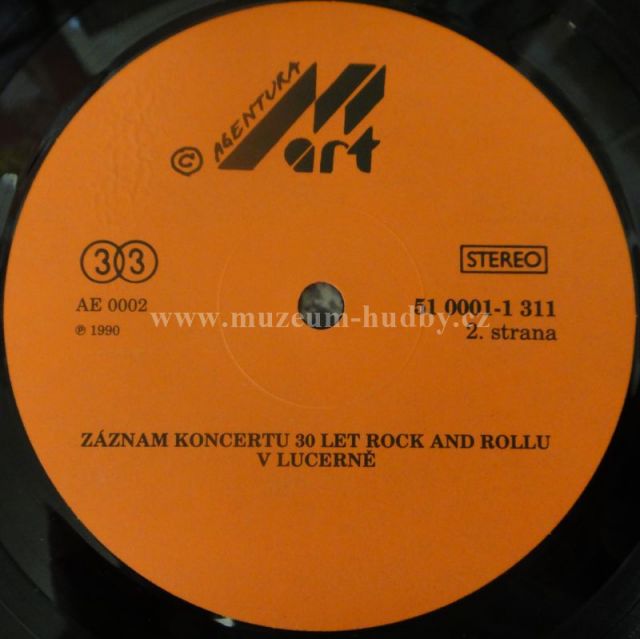 © AGENTURA
M art
33
STEREO
AE 0002
℗ 1990
51 0001-1 311
2. strana
www.muzeum-hudby.cz
ZÁZNAM KONCERTU 30 LET ROCK AND ROLLU
V LUCERNĚ